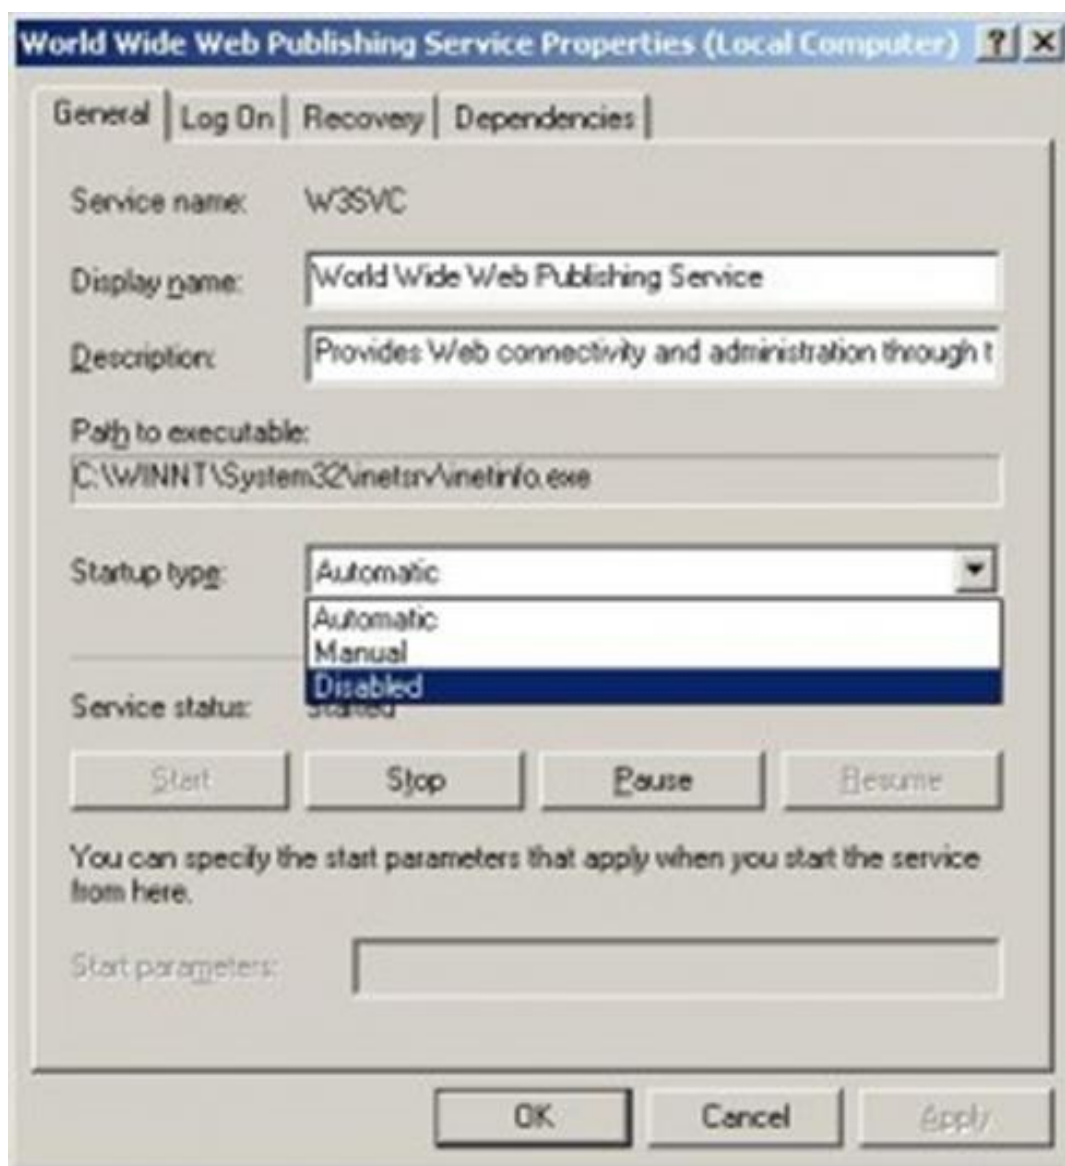 World Wide Web Publishing Service Properties (Local Computer) ? X
General Log On Recovery Dependencies
Service name: W3SVC
Display name: World Wide Web Publishing Service
Description: Provides Web connectivity and administration through t
Path to executable:
C:\WINNT\System32\inetsrv\inetinfo.exe
Startup type: Automatic
Automatic
Manual
Disabled
Service status: Started
Start Stop Pause Resume
You can specify the start parameters that apply when you start the service
from here.
Start parameters:
OK Cancel Apply